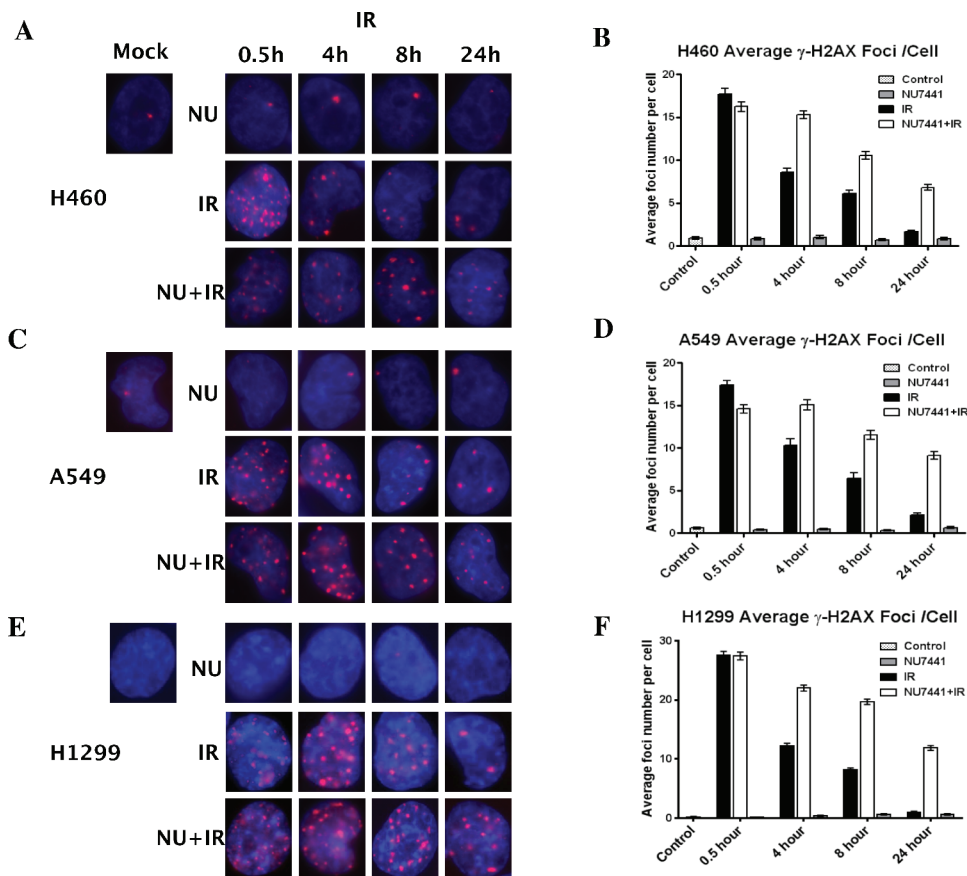 A
IR
Mock
0.5h 4h 8h 24h
NU
H460
IR
NU+IR
B
H460 Average γ-H2AX Foci /Cell
Average foci number per cell
20
15
10
5
0
Control
NU7441
IR
NU7441+IR
Control
0.5 hour
4 hour
8 hour
24 hour
C
NU
A549
IR
NU+IR
D
A549 Average γ-H2AX Foci /Cell
Average foci number per cell
20
15
10
5
0
Control
NU7441
IR
NU7441+IR
Control
0.5 hour
4 hour
8 hour
24 hour
E
NU
H1299
IR
NU+IR
F
H1299 Average γ-H2AX Foci /Cell
Average foci number per cell
30
20
10
0
Control
NU7441
IR
NU7441+IR
Control
0.5 hour
4 hour
8 hour
24 hour